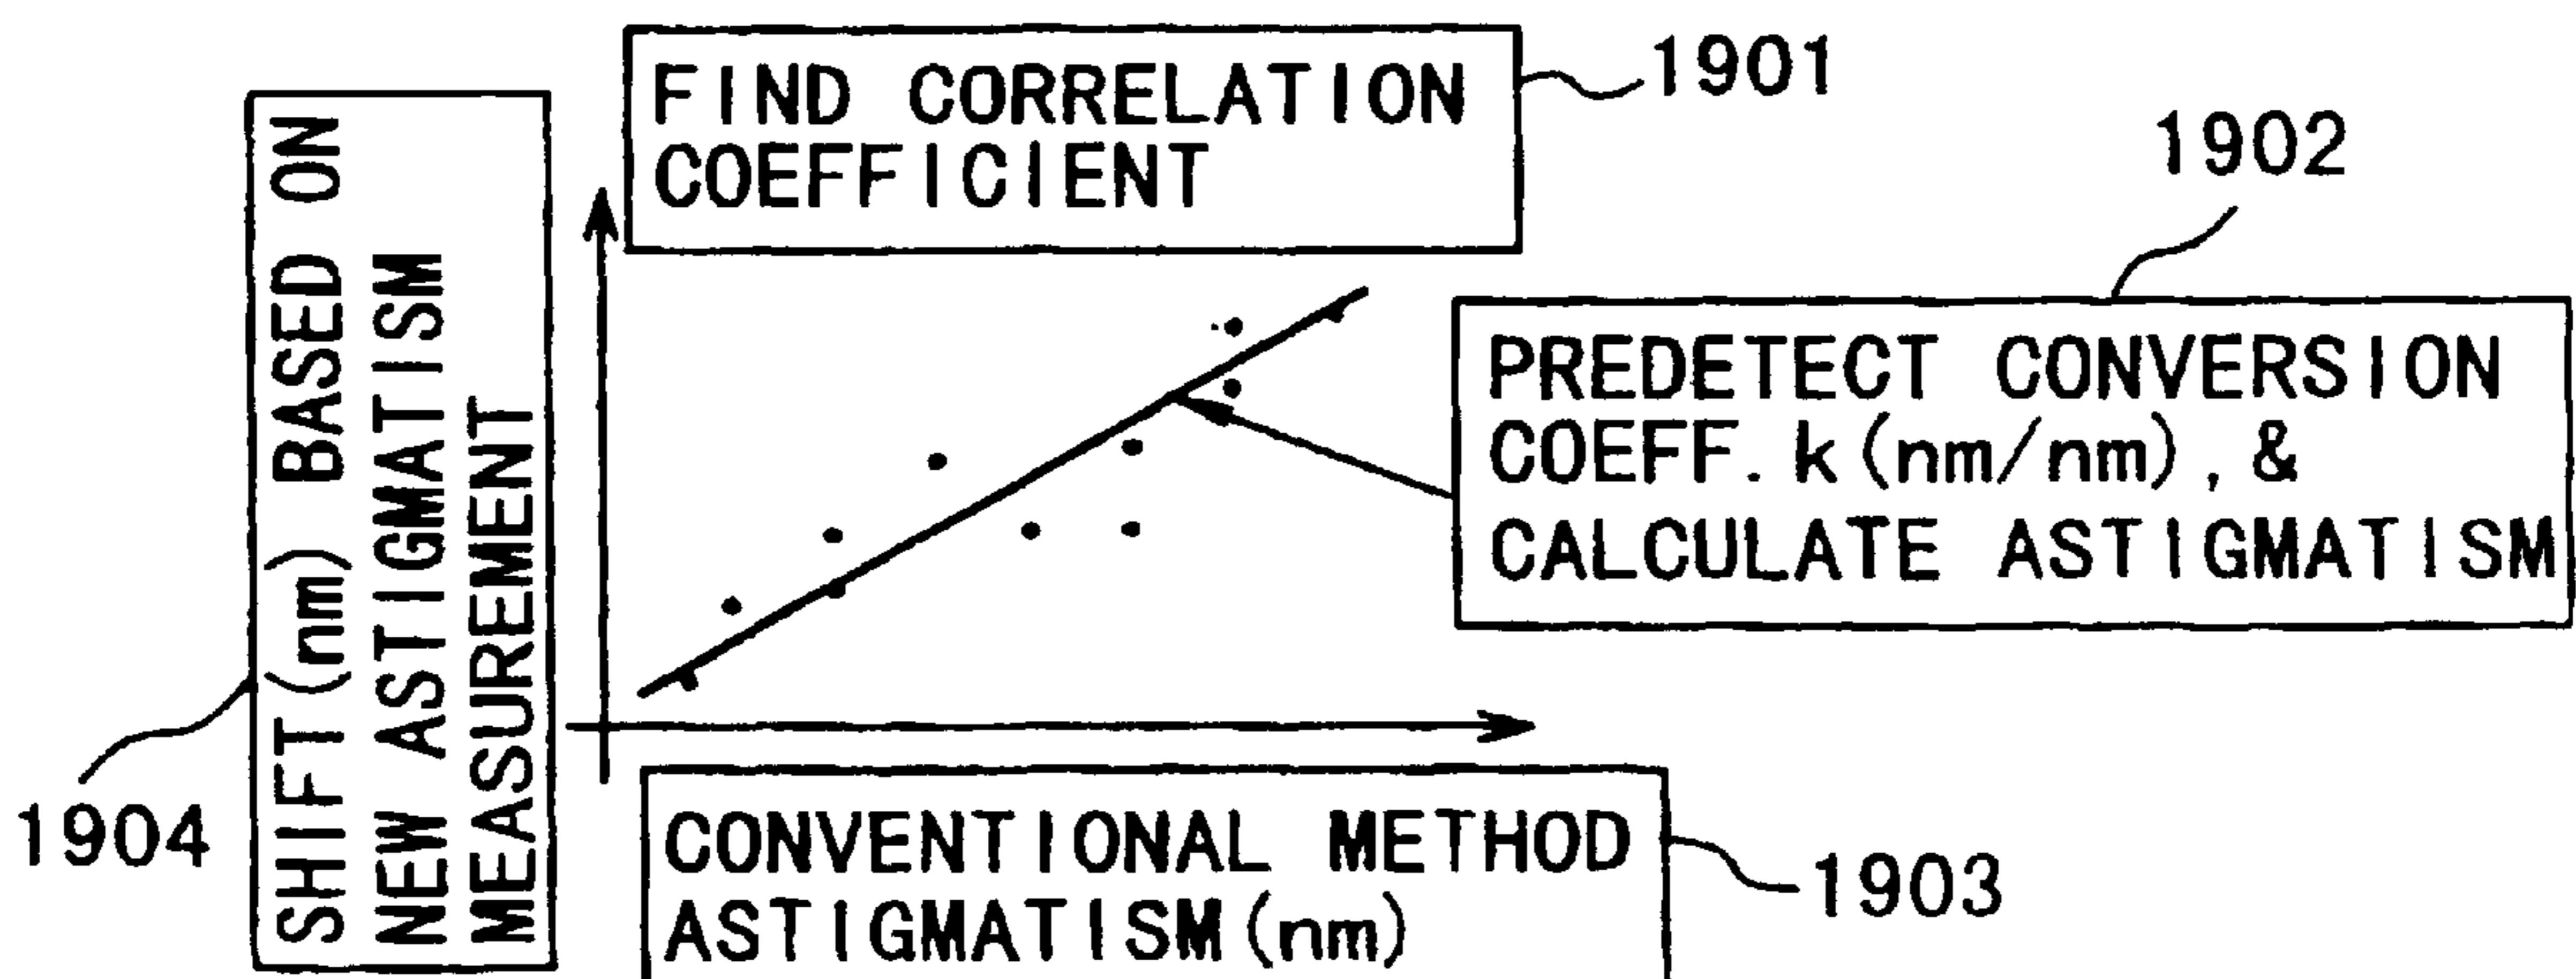 FIND CORRELATION
COEFFICIENT
1901
1902
SHIFT(nm) BASED ON
NEW ASTIGMATISM
MEASUREMENT
PREDETECT CONVERSION
COEFF. k(nm/nm), &
CALCULATE ASTIGMATISM
1904
CONVENTIONAL METHOD
ASTIGMATISM(nm)
1903